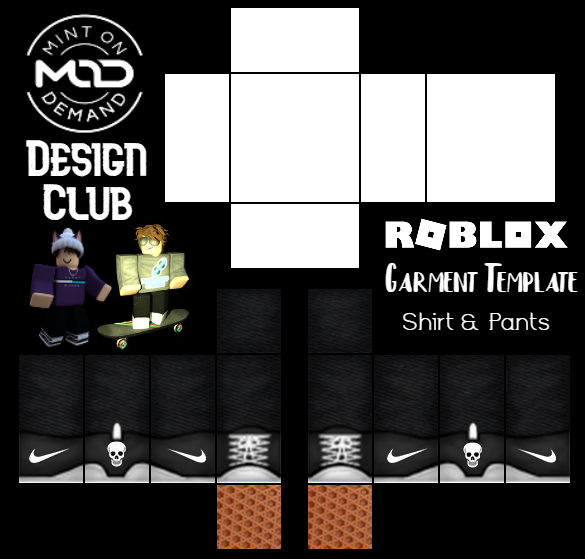 MINT ON
MOD
DEMAND
DESIGN
CLUB
ROBLOX
GARMENT TEMPLATE
Shirt & Pants